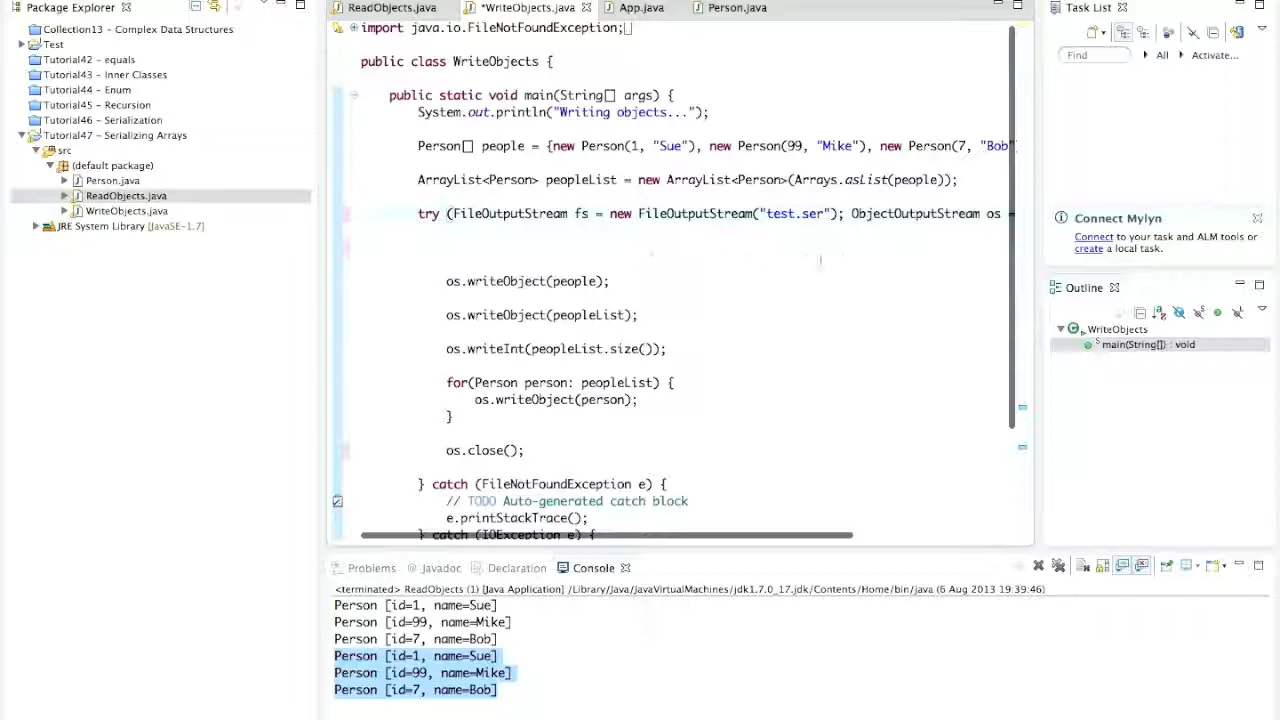 Package Explorer
Collection13 - Complex Data Structures
Test
Tutorial42 - equals
Tutorial43 - Inner Classes
Tutorial44 - Enum
Tutorial45 - Recursion
Tutorial46 - Serialization
Tutorial47 - Serializing Arrays
src
(default package)
Person.java
ReadObjects.java
WriteObjects.java
JRE System Library [JavaSE-1.7]
ReadObjects.java
*WriteObjects.java
App.java
Person.java
import java.io.FileNotFoundException;
public class WriteObjects {
public static void main(String[] args) {
System.out.println("Writing objects...");
Person[] people = {new Person(1, "Sue"), new Person(99, "Mike"), new Person(7, "Bob"
ArrayList<Person> peopleList = new ArrayList<Person>(Arrays.asList(people));
try (FileOutputStream fs = new FileOutputStream("test.ser"); ObjectOutputStream os =
os.writeObject(people);
os.writeObject(peopleList);
os.writeInt(peopleList.size());
for(Person person: peopleList) {
os.writeObject(person);
}
os.close();
} catch (FileNotFoundException e) {
// TODO Auto-generated catch block
e.printStackTrace();
} catch (IOException e) {
Task List
Find
All
Activate...
Connect Mylyn
Connect to your task and ALM tools or
create a local task.
Outline
WriteObjects
main(String[]) : void
Problems
@ Javadoc
Declaration
Console
<terminated> ReadObjects (1) [Java Application] /Library/Java/JavaVirtualMachines/jdk1.7.0_17.jdk/Contents/Home/bin/java (6 Aug 2013 19:39:46)
Person [id=1, name=Sue]
Person [id=99, name=Mike]
Person [id=7, name=Bob]
Person [id=1, name=Sue]
Person [id=99, name=Mike]
Person [id=7, name=Bob]